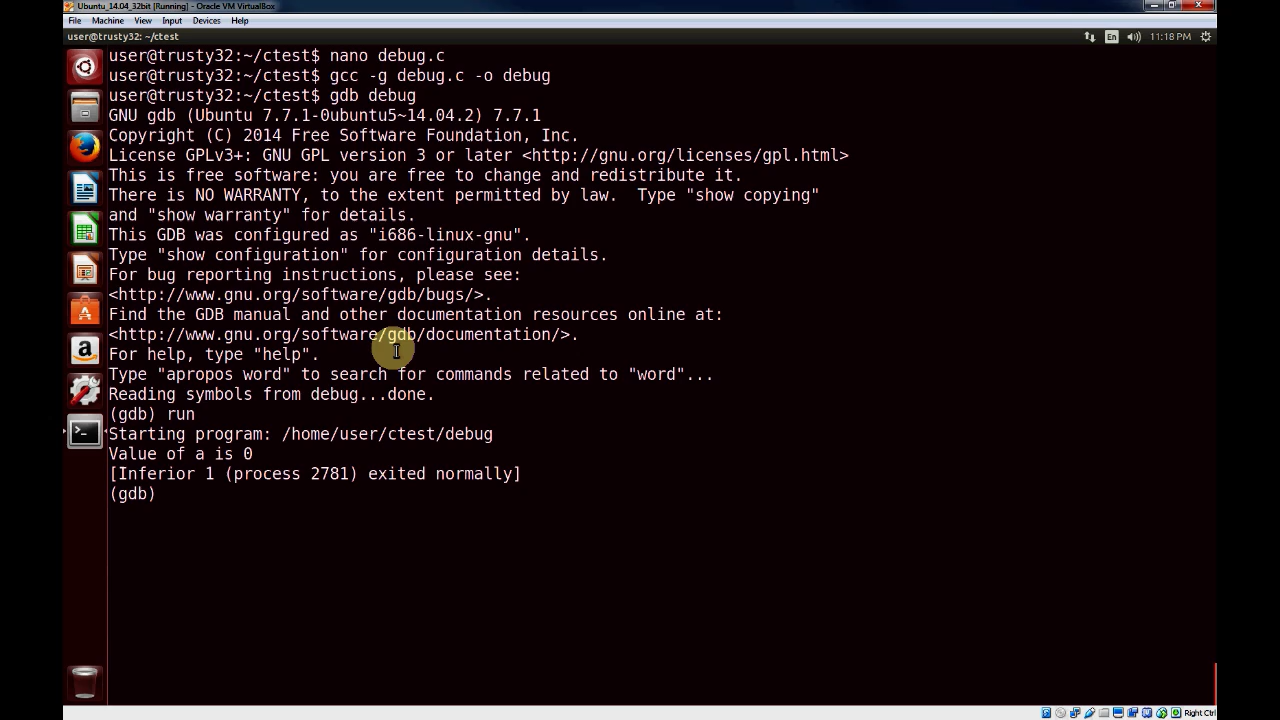 Ubuntu_14.04_32bit [Running] - Oracle VM VirtualBox
File Machine View Input Devices Help
user@trusty32: ~/ctest En 11:18 PM
user@trusty32:~/ctest$ nano debug.c
user@trusty32:~/ctest$ gcc -g debug.c -o debug
user@trusty32:~/ctest$ gdb debug
GNU gdb (Ubuntu 7.7.1-0ubuntu5~14.04.2) 7.7.1
Copyright (C) 2014 Free Software Foundation, Inc.
License GPLv3+: GNU GPL version 3 or later <http://gnu.org/licenses/gpl.html>
This is free software: you are free to change and redistribute it.
There is NO WARRANTY, to the extent permitted by law.  Type "show copying"
and "show warranty" for details.
This GDB was configured as "i686-linux-gnu".
Type "show configuration" for configuration details.
For bug reporting instructions, please see:
<http://www.gnu.org/software/gdb/bugs/>.
Find the GDB manual and other documentation resources online at:
<http://www.gnu.org/software/gdb/documentation/>.
For help, type "help".
Type "apropos word" to search for commands related to "word"...
Reading symbols from debug...done.
(gdb) run
Starting program: /home/user/ctest/debug
Value of a is 0
[Inferior 1 (process 2781) exited normally]
(gdb)
Right Ctrl